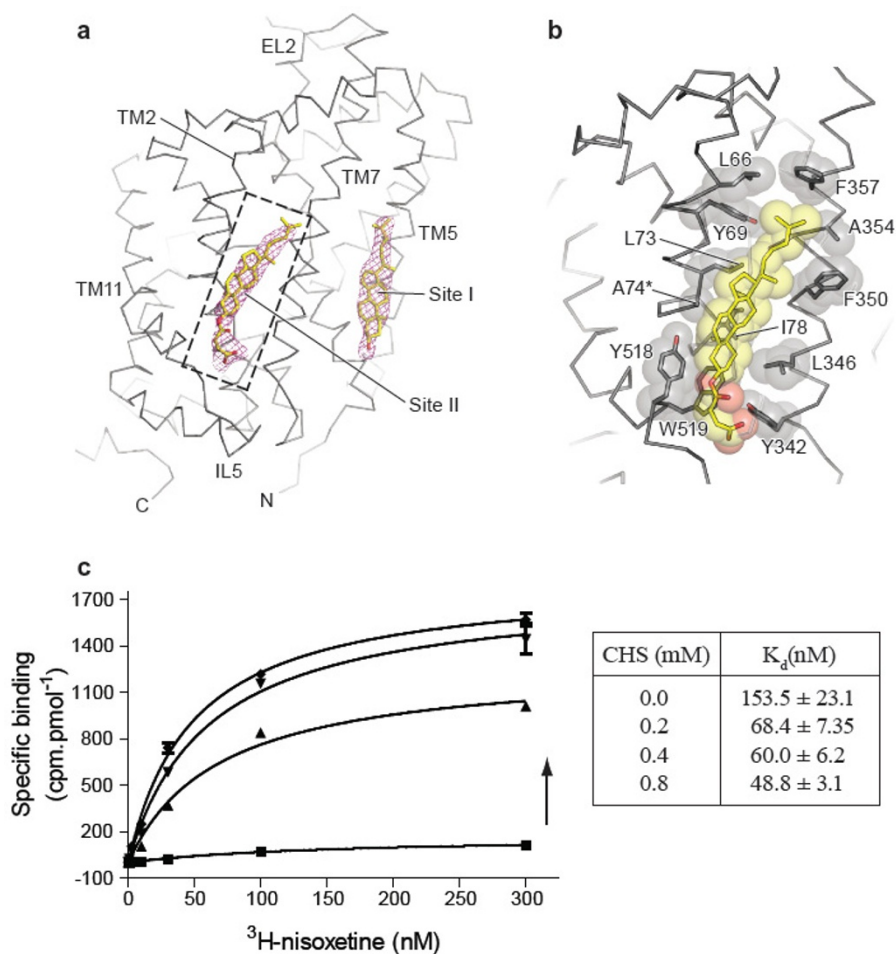 a
EL2
TM2
TM7
TM5
TM11
Site I
Site II
IL5
C
N
b
L66
F357
Y69
A354
L73
A74*
F350
I78
Y518
L346
W519
Y342
c
Specific binding
(cpm.pmol⁻¹)
1700
1400
1100
800
500
200
-100
0
50
100
150
200
250
300
³H-nisoxetine (nM)
CHS (mM) K_d(nM)
0.0 153.5 ± 23.1
0.2 68.4 ± 7.35
0.4 60.0 ± 6.2
0.8 48.8 ± 3.1